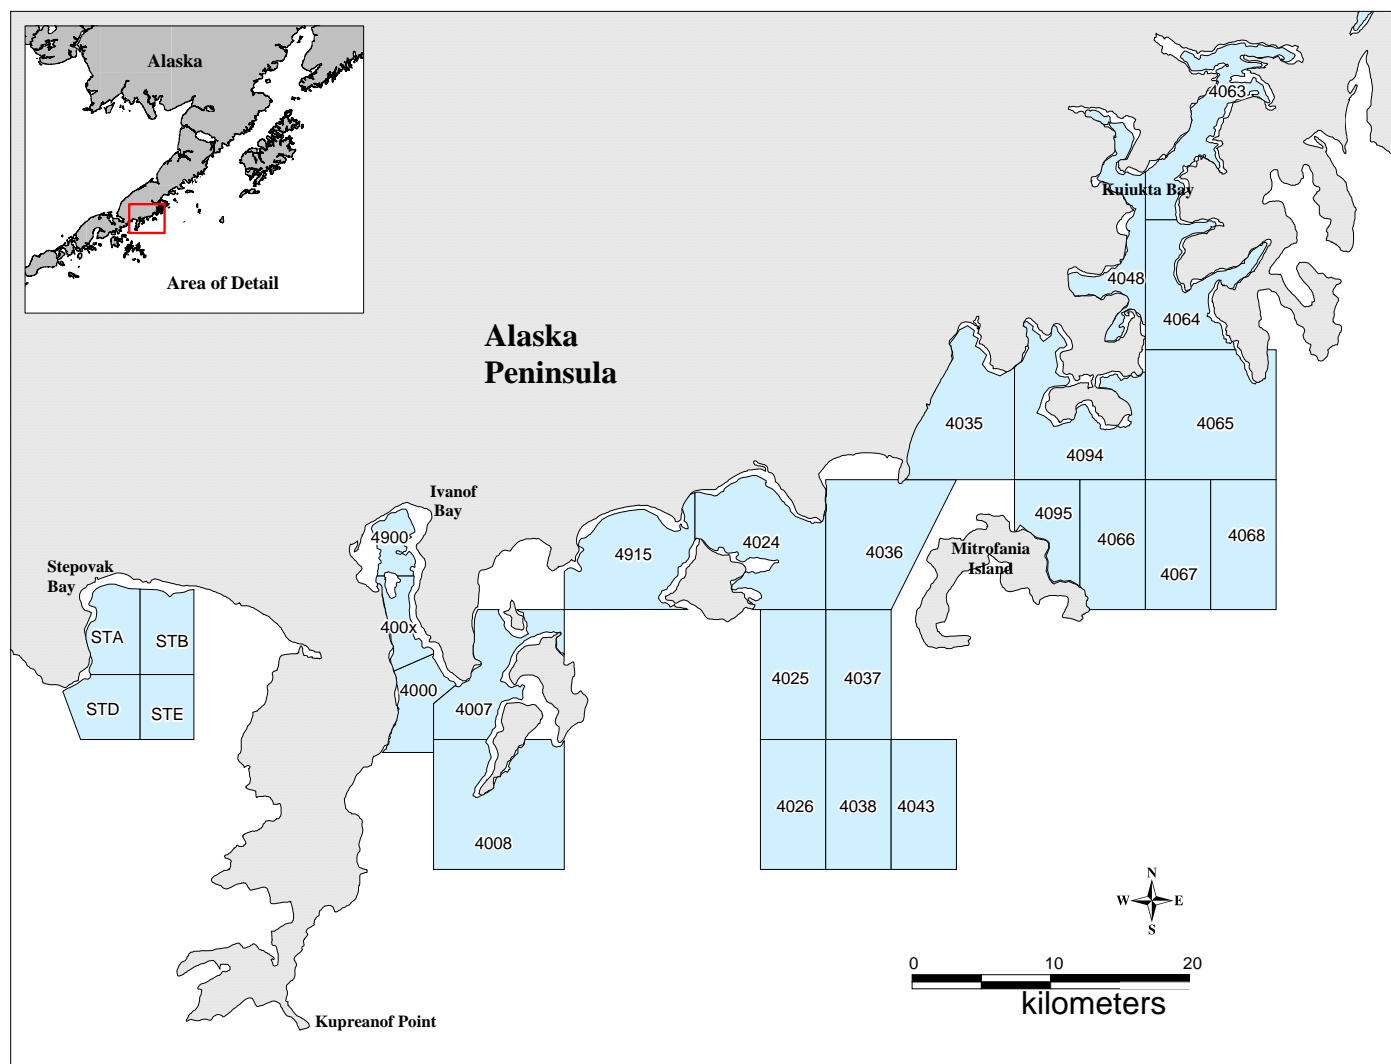 Alaska
Area of Detail
4063
Kuiukta Bay
4048
4064
Alaska
Peninsula
4035
4065
4094
Ivanof
Bay
4900
4095
4066
4068
4915
4024
4036
Mitrofania
Island
4067
Stepovak
Bay
400x
STA
STB
4000
4007
4025
4037
STD
STE
4026
4038
4043
4008
N
W
E
S
0
10
20
kilometers
Kupreanof Point